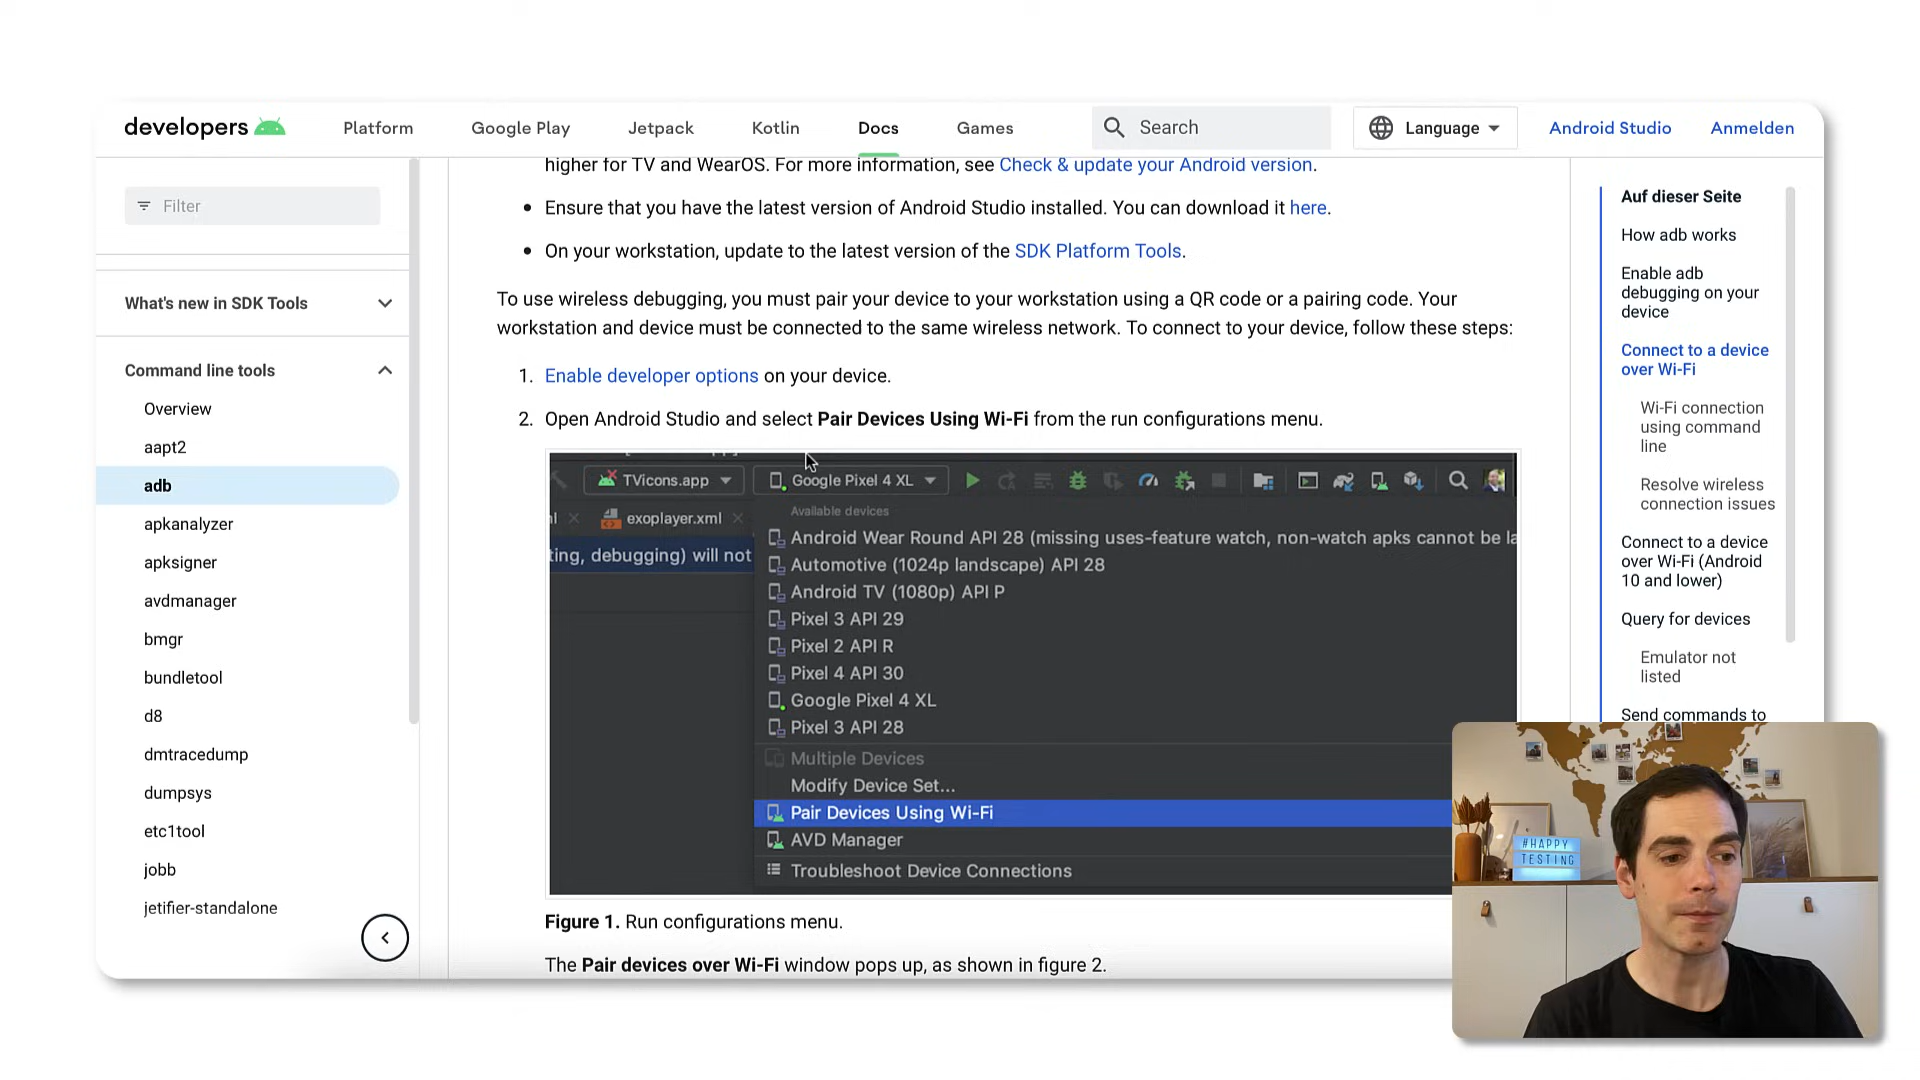 developers
Platform
Google Play
Jetpack
Kotlin
Docs
Games
Search
Language
Android Studio
Anmelden
Filter
What's new in SDK Tools
Command line tools
Overview
aapt2
adb
apkanalyzer
apksigner
avdmanager
bmgr
bundletool
d8
dmtracedump
dumpsys
etc1tool
jobb
jetifier-standalone
higher for TV and WearOS. For more information, see Check & update your Android version.
Ensure that you have the latest version of Android Studio installed. You can download it here.
On your workstation, update to the latest version of the SDK Platform Tools.
To use wireless debugging, you must pair your device to your workstation using a QR code or a pairing code. Your
workstation and device must be connected to the same wireless network. To connect to your device, follow these steps:
1. Enable developer options on your device.
2. Open Android Studio and select Pair Devices Using Wi-Fi from the run configurations menu.
TVicons.app
Google Pixel 4 XL
exoplayer.xml
ting, debugging) will not
Available devices
Android Wear Round API 28 (missing uses-feature watch, non-watch apks cannot be la
Automotive (1024p landscape) API 28
Android TV (1080p) API P
Pixel 3 API 29
Pixel 2 API R
Pixel 4 API 30
Google Pixel 4 XL
Pixel 3 API 28
Multiple Devices
Modify Device Set...
Pair Devices Using Wi-Fi
AVD Manager
Troubleshoot Device Connections
Figure 1. Run configurations menu.
The Pair devices over Wi-Fi window pops up, as shown in figure 2.
Auf dieser Seite
How adb works
Enable adb
debugging on your
device
Connect to a device
over Wi-Fi
Wi-Fi connection
using command
line
Resolve wireless
connection issues
Connect to a device
over Wi-Fi (Android
10 and lower)
Query for devices
Emulator not
listed
Send commands to
#HAPPY
TESTING